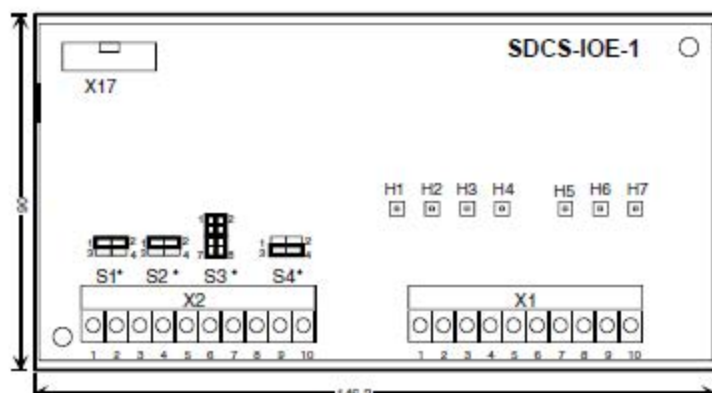 SDCS-IOE-1
X17
90
H1 H2 H3 H4 H5 H6 H7
1 2 1 2 1 2 1 2
3 4 3 4 7 8 3 4
S1* S2* S3* S4*
X2 X1
1 2 3 4 5 6 7 8 9 10 1 2 3 4 5 6 7 8 9 10